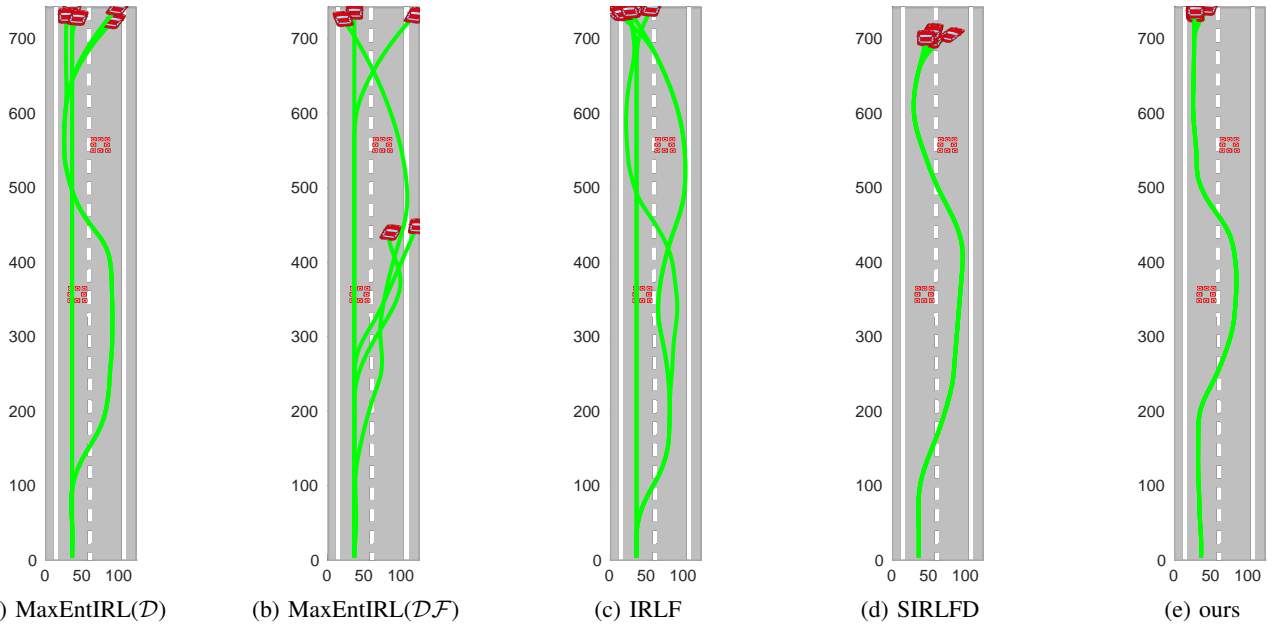 700 700 700 700 700
600 600 600 600 600
500 500 500 500 500
400 400 400 400 400
300 300 300 300 300
200 200 200 200 200
100 100 100 100 100
0 0 0 0 0
0 50 100 0 50 100 0 50 100 0 50 100 0 50 100
) MaxEntIRL(𝒟) (b) MaxEntIRL(𝒟ℱ) (c) IRLF (d) SIRLFD (e) ours